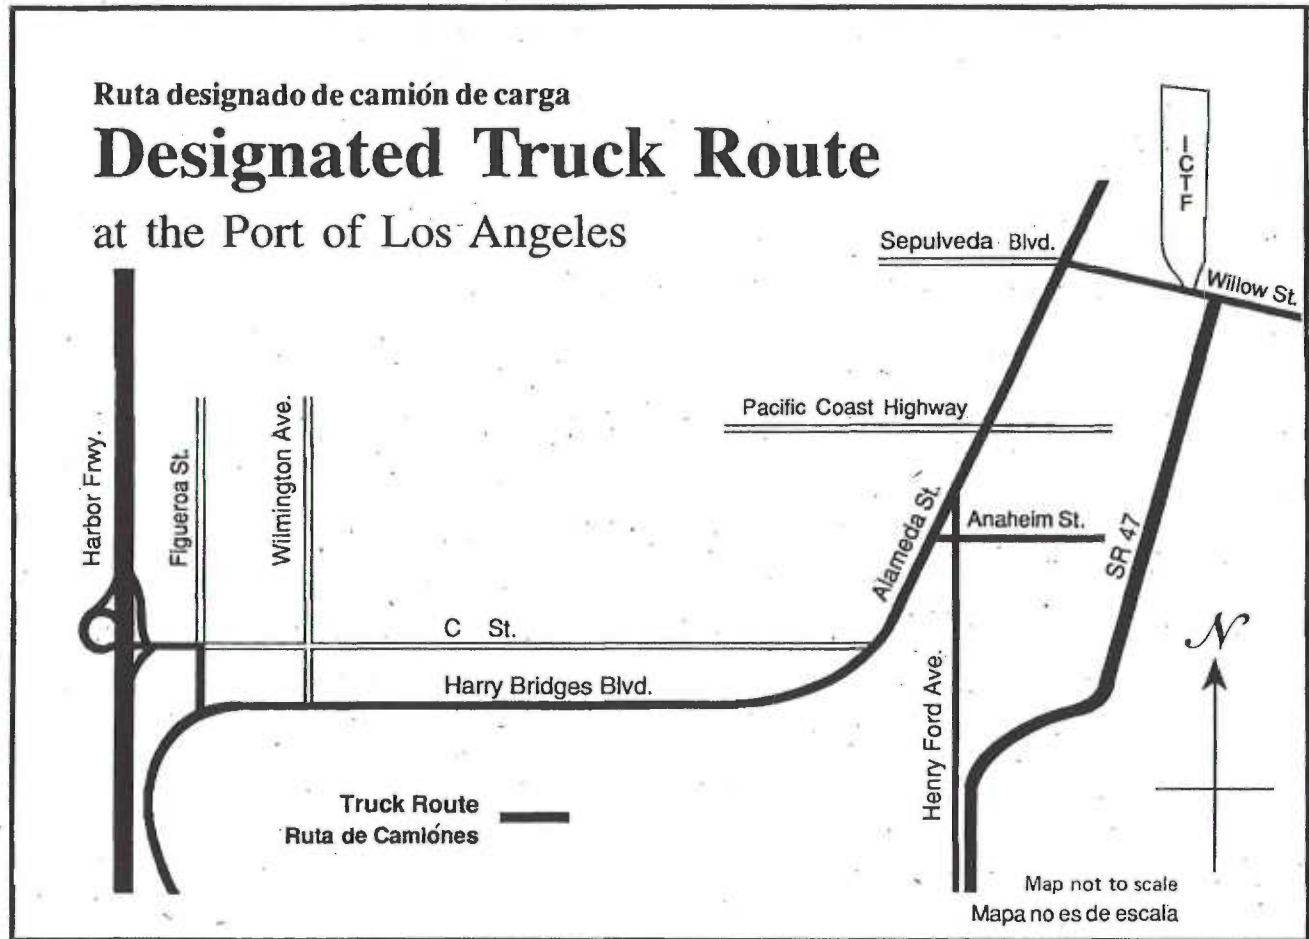 Ruta designado de camión de carga
Designated Truck Route
at the Port of Los Angeles
ICTF
Sepulveda Blvd.
Willow St.
Pacific Coast Highway
Harbor Frwy.
Figueroa St.
Wilmington Ave.
Alameda St.
Anaheim St.
SR 47
C St.
Harry Bridges Blvd.
Henry Ford Ave.
N
Truck Route
Ruta de Camiónes
Map not to scale
Mapa no es de escala